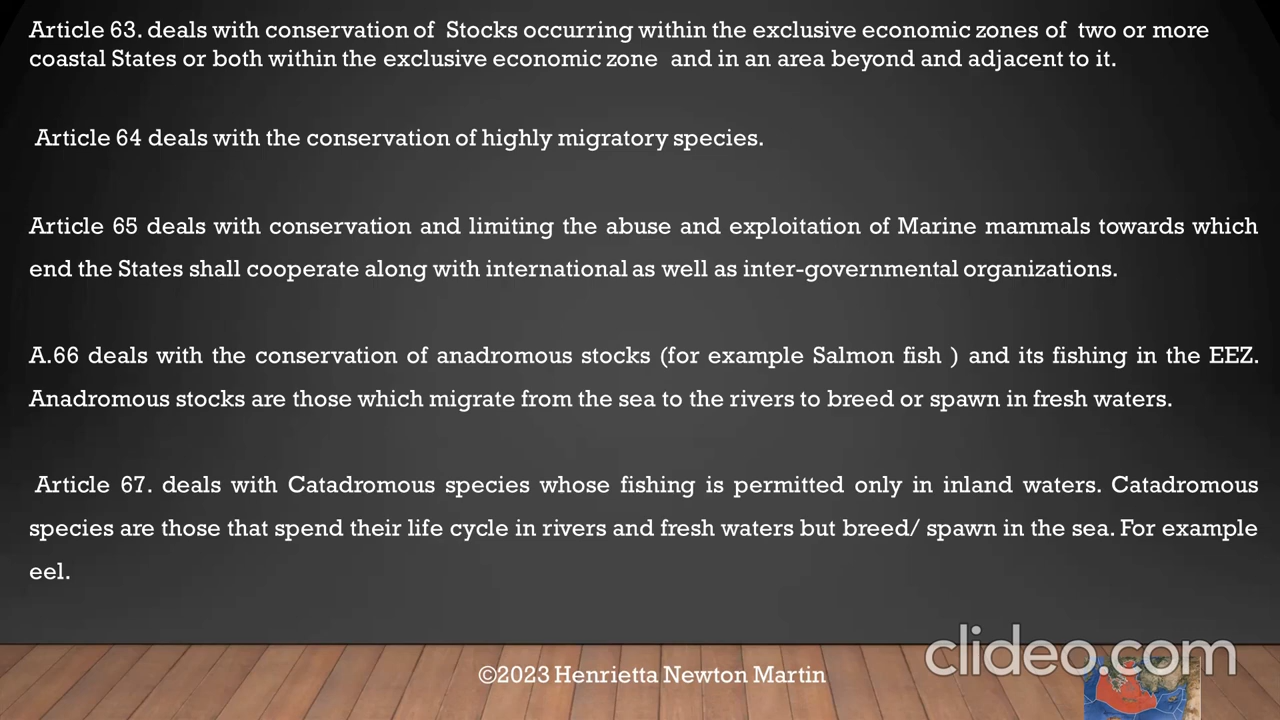 Article 63. deals with conservation of Stocks occurring within the exclusive economic zones of two or more
coastal States or both within the exclusive economic zone and in an area beyond and adjacent to it.
Article 64 deals with the conservation of highly migratory species.
Article 65 deals with conservation and limiting the abuse and exploitation of Marine mammals towards which
end the States shall cooperate along with international as well as inter-governmental organizations.
A.66 deals with the conservation of anadromous stocks (for example Salmon fish ) and its fishing in the EEZ.
Anadromous stocks are those which migrate from the sea to the rivers to breed or spawn in fresh waters.
Article 67. deals with Catadromous species whose fishing is permitted only in inland waters. Catadromous
species are those that spend their life cycle in rivers and fresh waters but breed/ spawn in the sea. For example
eel.
©2023 Henrietta Newton Martin
clideo.com